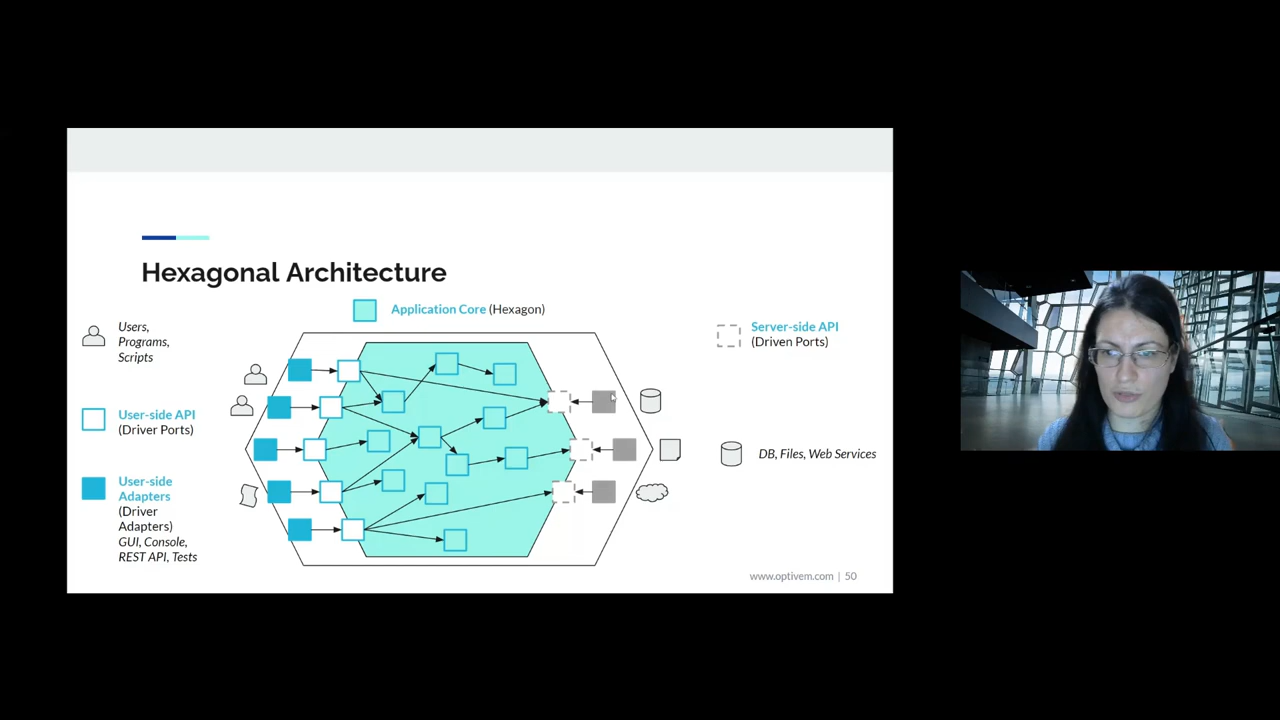 Hexagonal Architecture
Application Core (Hexagon)
Users,
Programs,
Scripts
User-side API
(Driver Ports)
User-side
Adapters
(Driver
Adapters)
GUI, Console,
REST API, Tests
Server-side API
(Driven Ports)
DB, Files, Web Services
www.optivem.com | 50